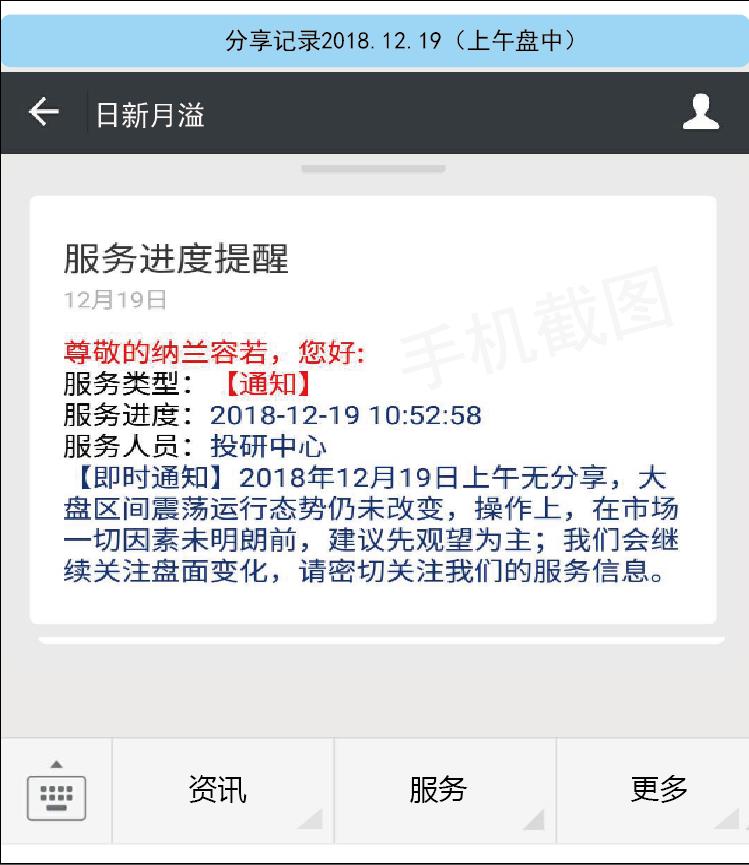 分享记录2018.12.19（上午盘中）
日新月溢
服务进度提醒
12月19日
手机截图
尊敬的纳兰容若，您好:
服务类型：【通知】
服务进度：2018-12-19 10:52:58
服务人员：投研中心
【即时通知】2018年12月19日上午无分享，大
盘区间震荡运行态势仍未改变，操作上，在市场
一切因素未明朗前，建议先观望为主；我们会继
续关注盘面变化，请密切关注我们的服务信息。
资讯
服务
更多